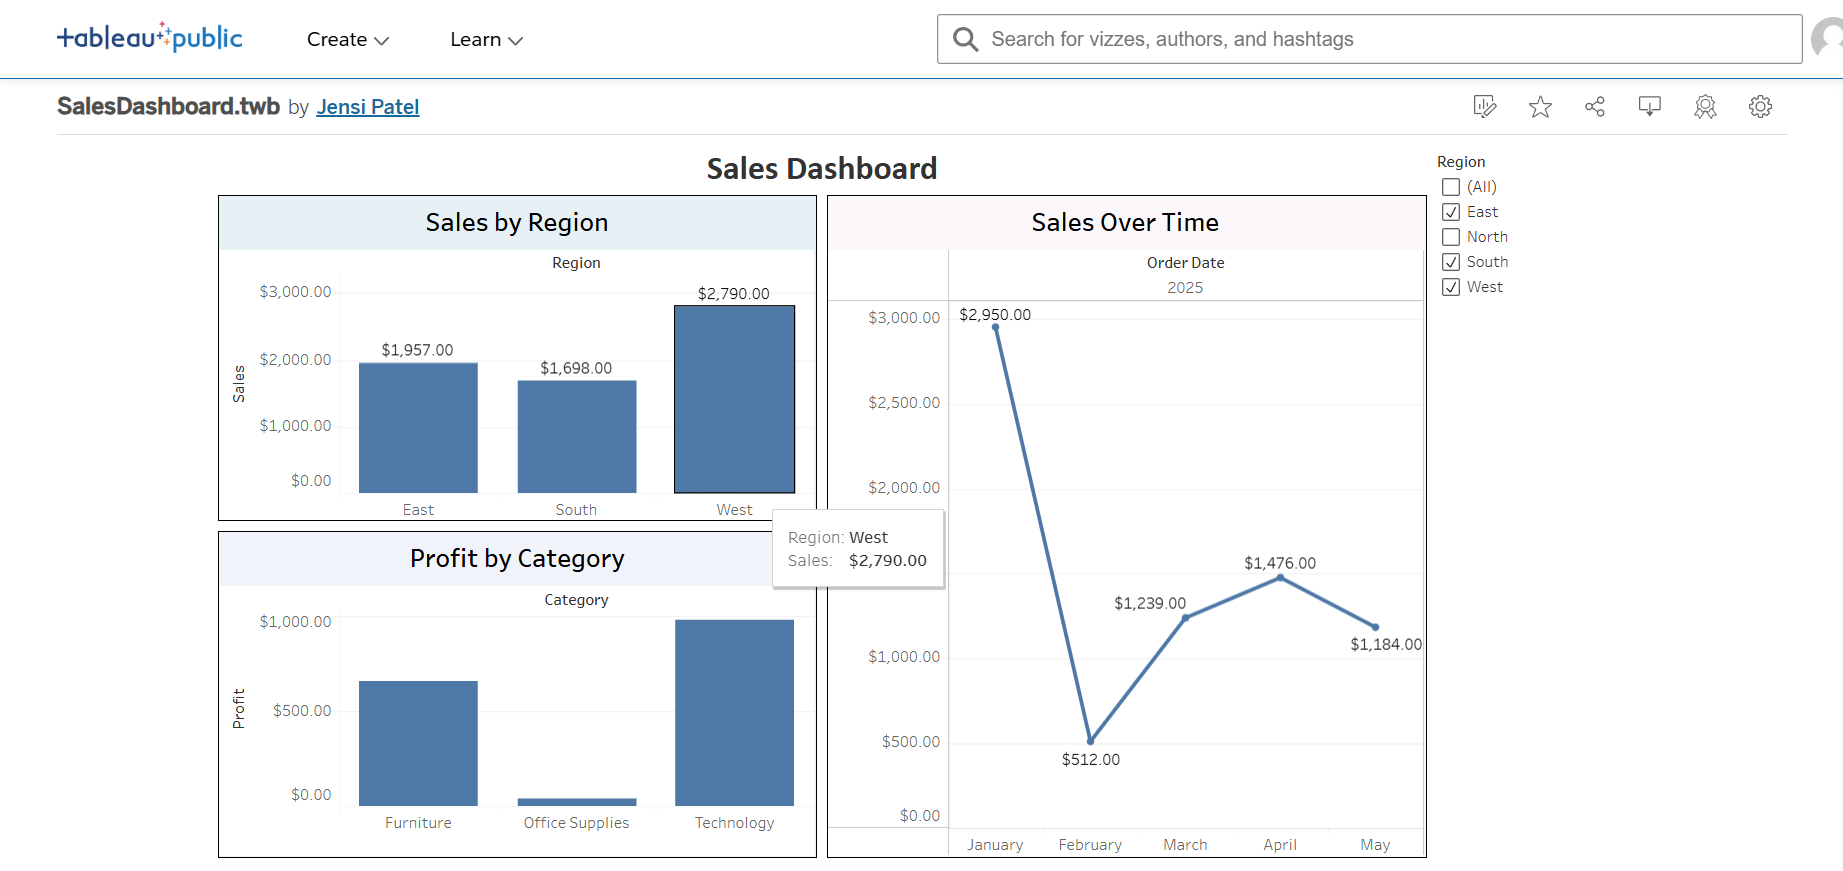 tableau public
Create
Learn
Search for vizzes, authors, and hashtags
SalesDashboard.twb by Jensi Patel
Sales Dashboard
Sales by Region
Region
Sales
$3,000.00
$2,000.00
$1,000.00
$0.00
$1,957.00
$1,698.00
$2,790.00
East
South
West
Region: West
Sales: $2,790.00
Profit by Category
Category
Profit
$1,000.00
$500.00
$0.00
Furniture
Office Supplies
Technology
Sales Over Time
Order Date
2025
$3,000.00
$2,500.00
$2,000.00
$1,000.00
$500.00
$0.00
$2,950.00
$512.00
$1,239.00
$1,476.00
$1,184.00
January
February
March
April
May
Region
(All)
East
North
South
West